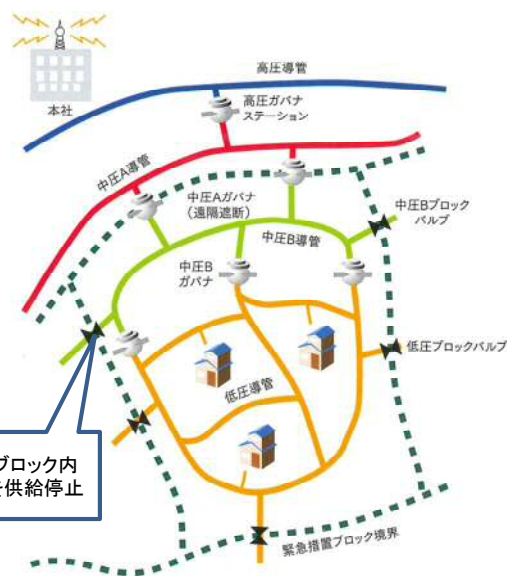 本社
高圧導管
高圧ガバナ
ステーション
中圧A導管
中圧Aガバナ
(遠隔遮断)
中圧Bブロック
バルブ
中圧B導管
中圧B
ガバナ
低圧ブロックバルブ
低圧導管
ブロック内
供給停止
緊急措置ブロック境界